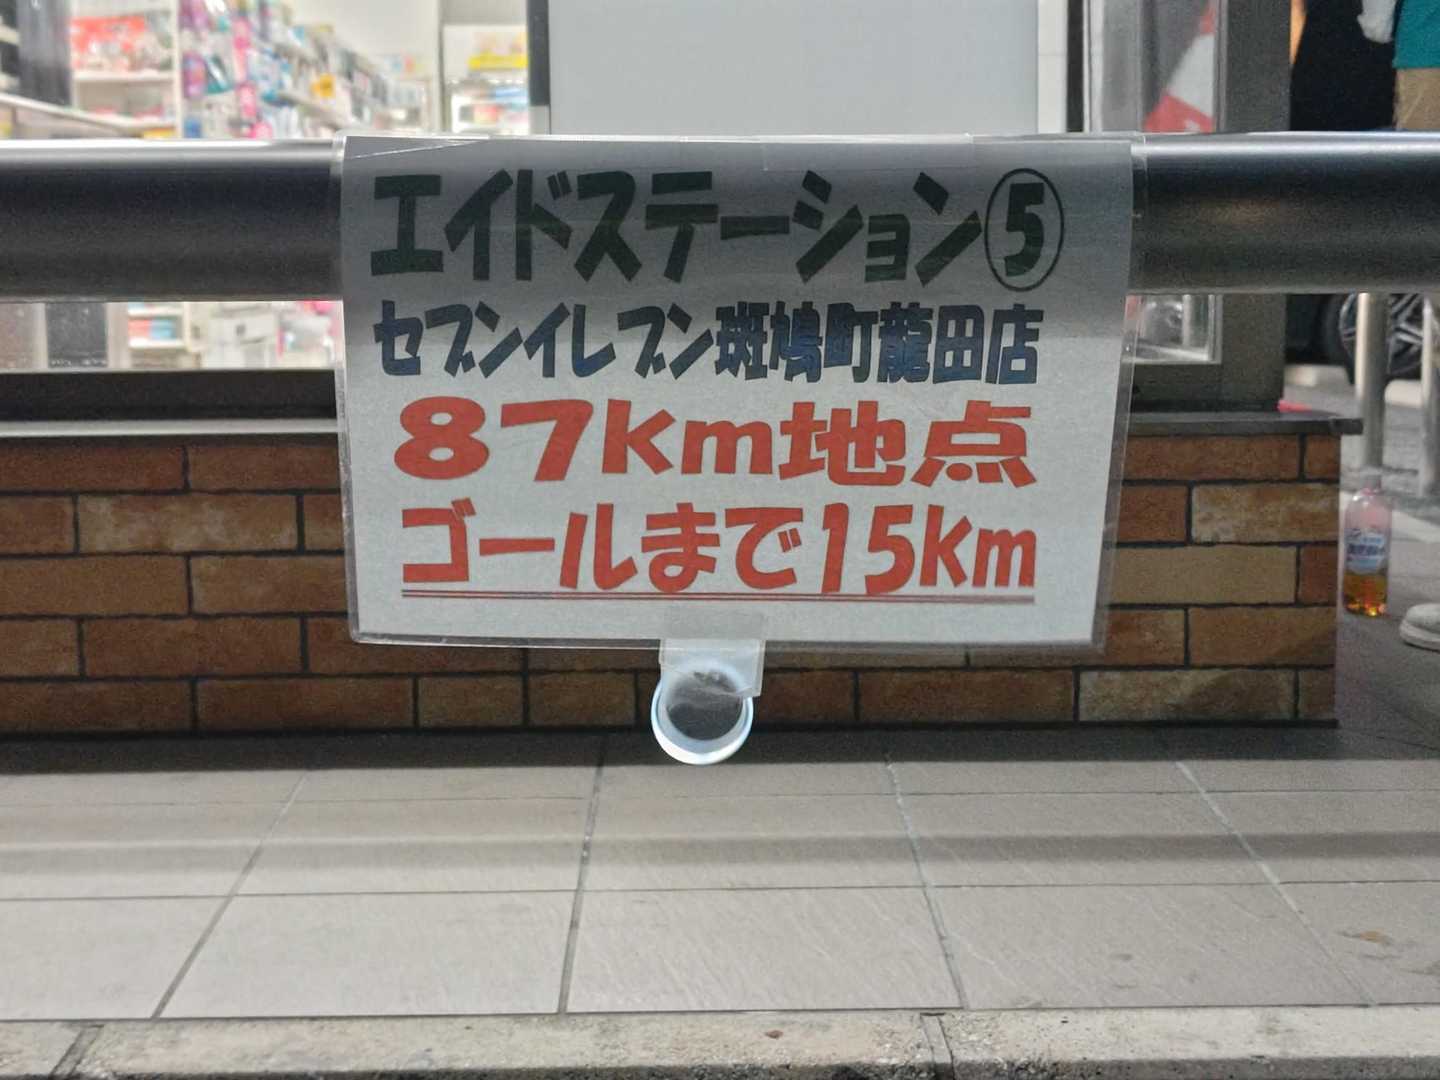 エイドステーション⑤
セブンイレブン斑鳩町龍田店
87km地点
ゴールまで15km